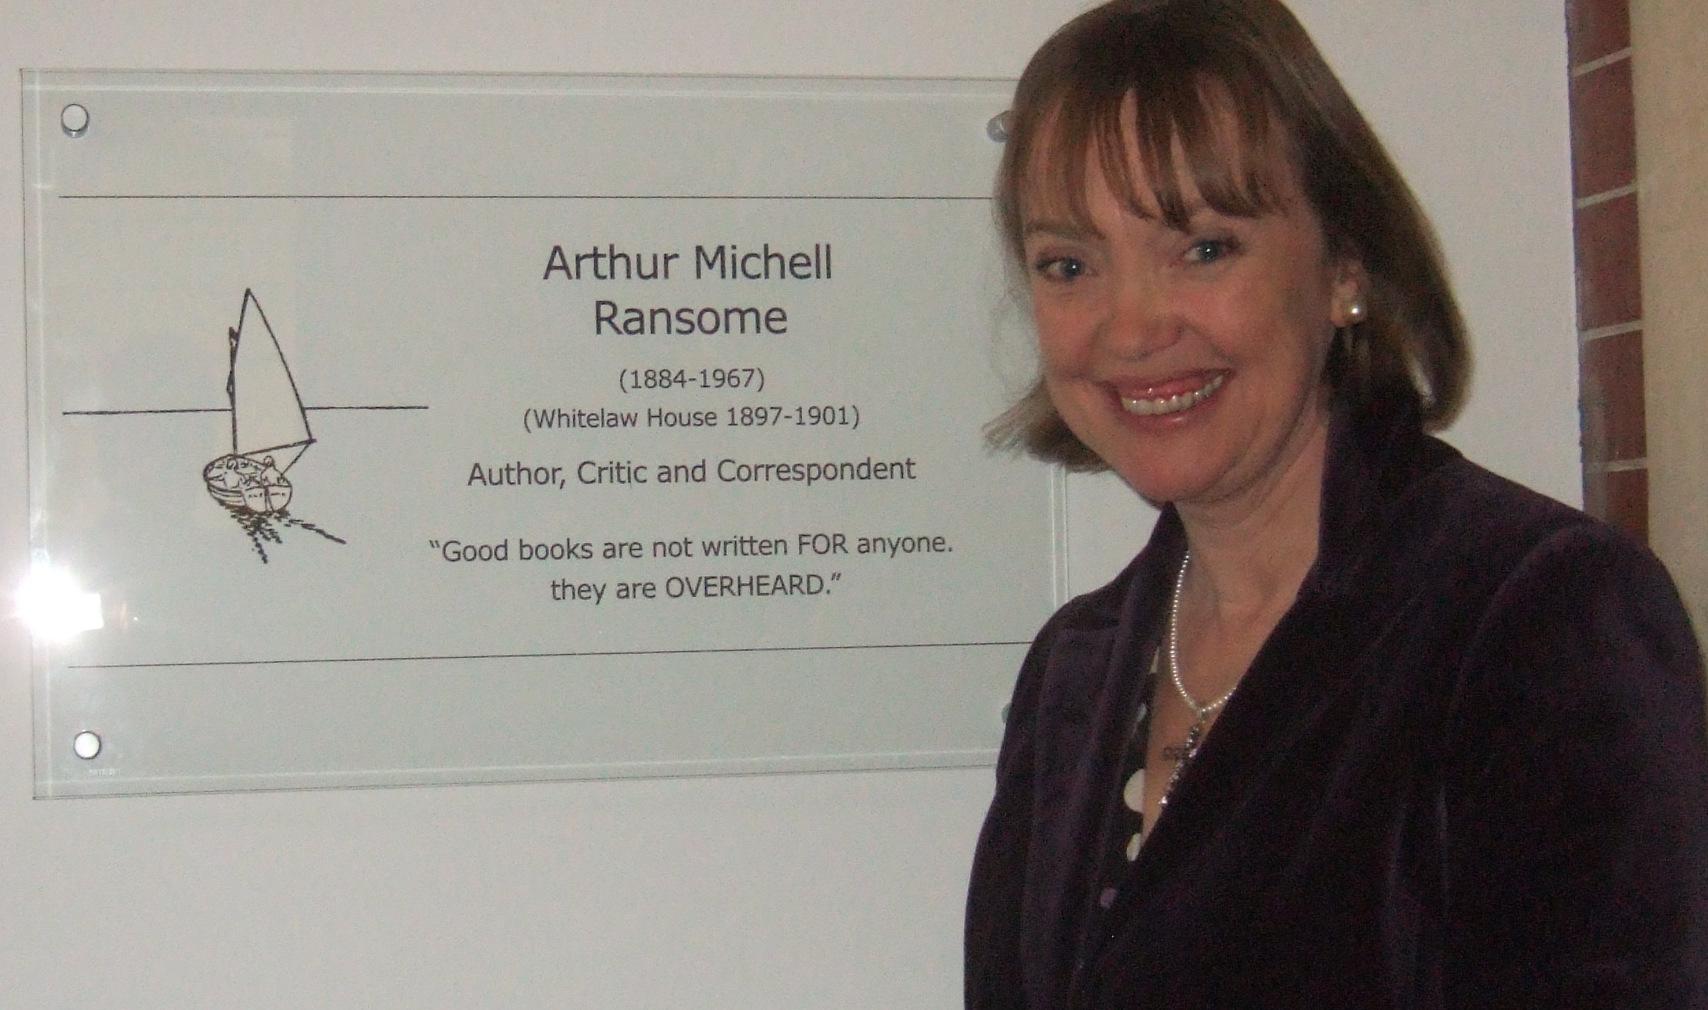 Arthur Michell
Ransome
(1884-1967)
(Whitelaw House 1897-1901)
Author, Critic and Correspondent
“Good books are not written FOR anyone.
they are OVERHEARD.”